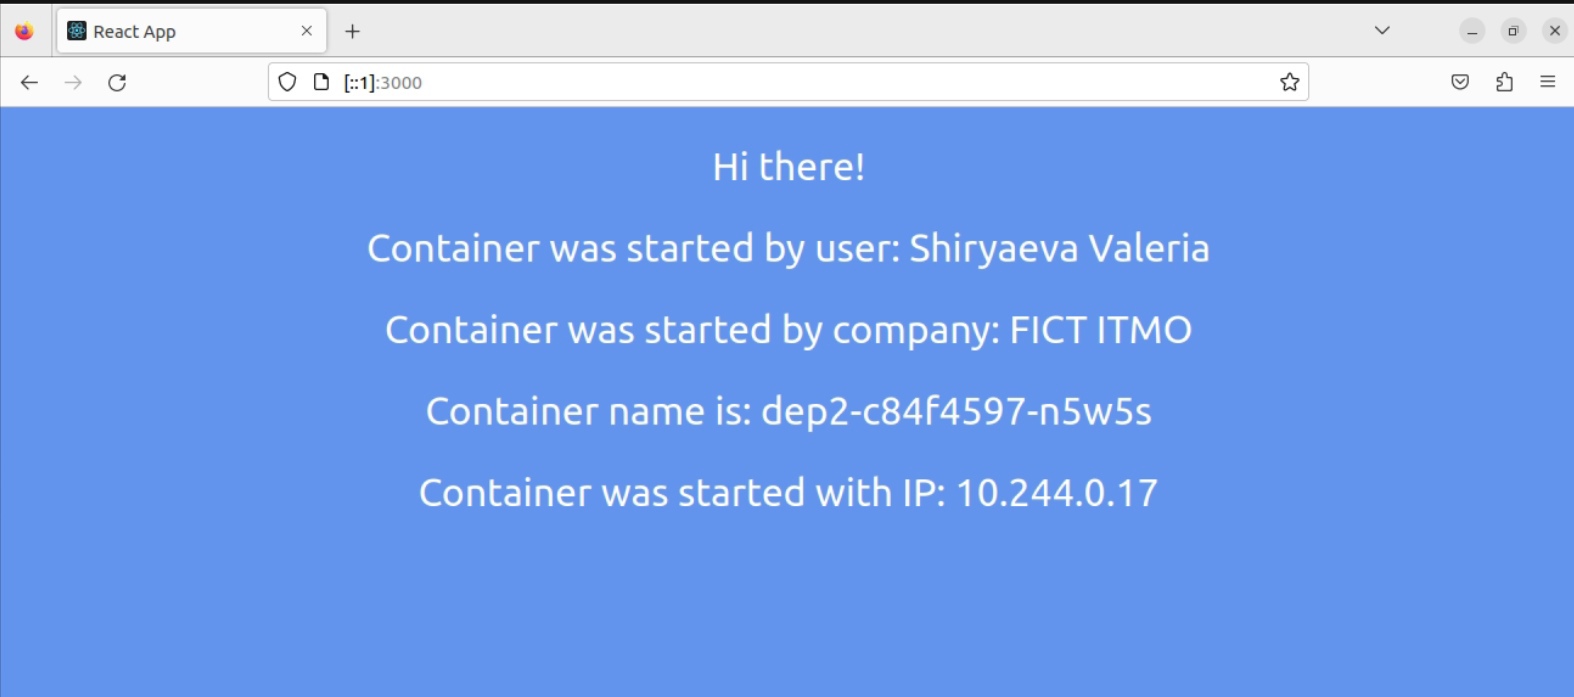 React App
[::1]:3000
Hi there!
Container was started by user: Shiryaeva Valeria
Container was started by company: FICT ITMO
Container name is: dep2-c84f4597-n5w5s
Container was started with IP: 10.244.0.17